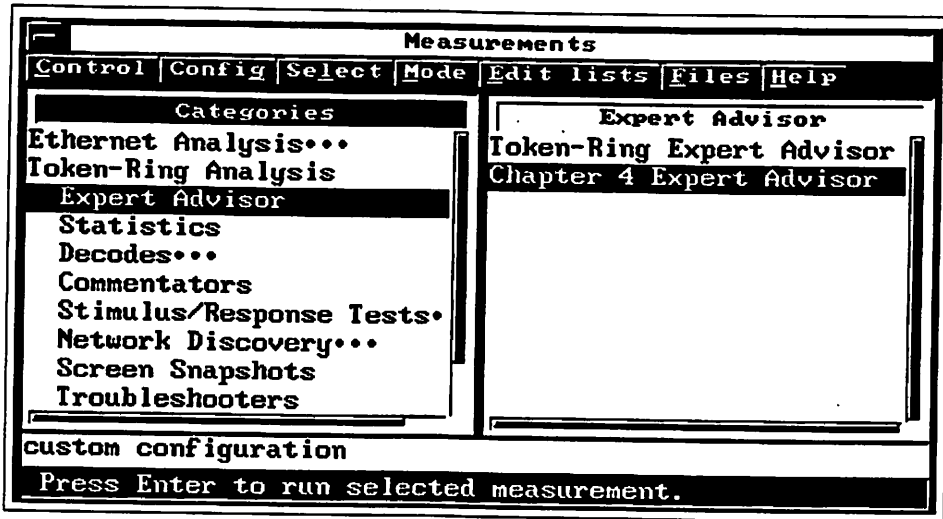 Measurements
Control Config Select Mode Edit lists Files Help
Categories
Ethernet Analysis•••
Token-Ring Analysis
Expert Advisor
Statistics
Decodes•••
Commentators
Stimulus/Response Tests•
Network Discovery•••
Screen Snapshots
Troubleshooters
Expert Advisor
Token-Ring Expert Advisor
Chapter 4 Expert Advisor
custom configuration
Press Enter to run selected measurement.